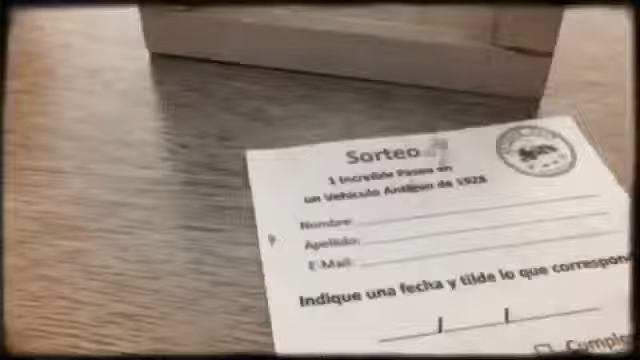 Sorteo
1 Increíble Paseo en
un Vehículo Antiguo de 1928
Nombre:
Apellido:
E-Mail:
Indique una fecha y tilde lo que correspon
/ /
Cumple